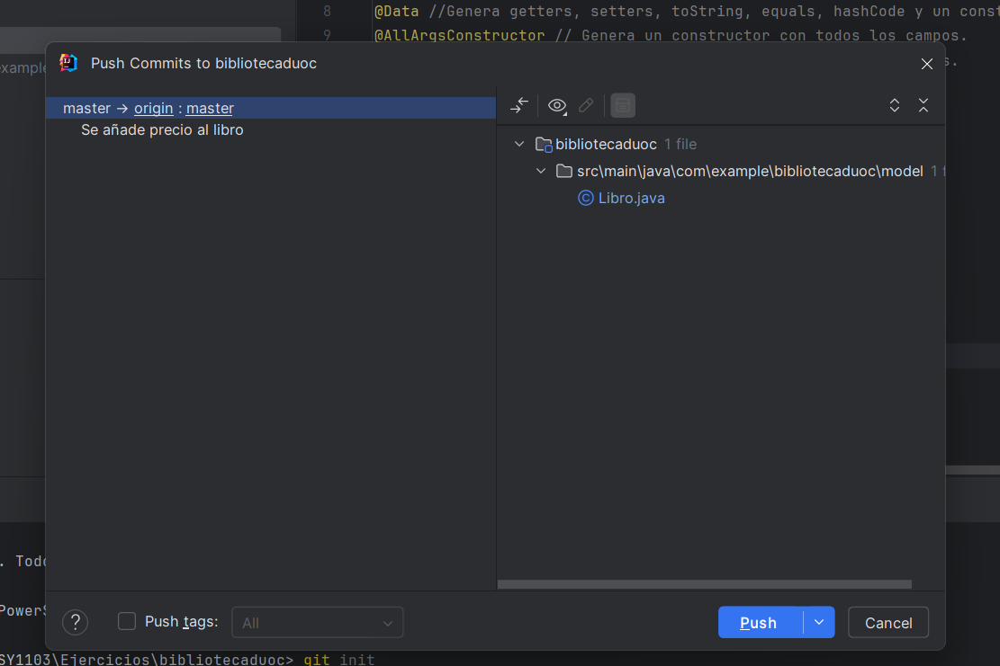 8 @Data //Genera getters, setters, toString, equals, hashCode y un const
9 @AllArgsConstructor // Genera un constructor con todos los campos.
example
s.
Push Commits to bibliotecaduoc
master → origin : master
Se añade precio al libro
bibliotecaduoc 1 file
src\main\java\com\example\bibliotecaduoc\model 1 f
Libro.java
. Todo
PowerS
? Push tags: All Push Cancel
SY1103\Ejercicios\bibliotecaduoc> git init